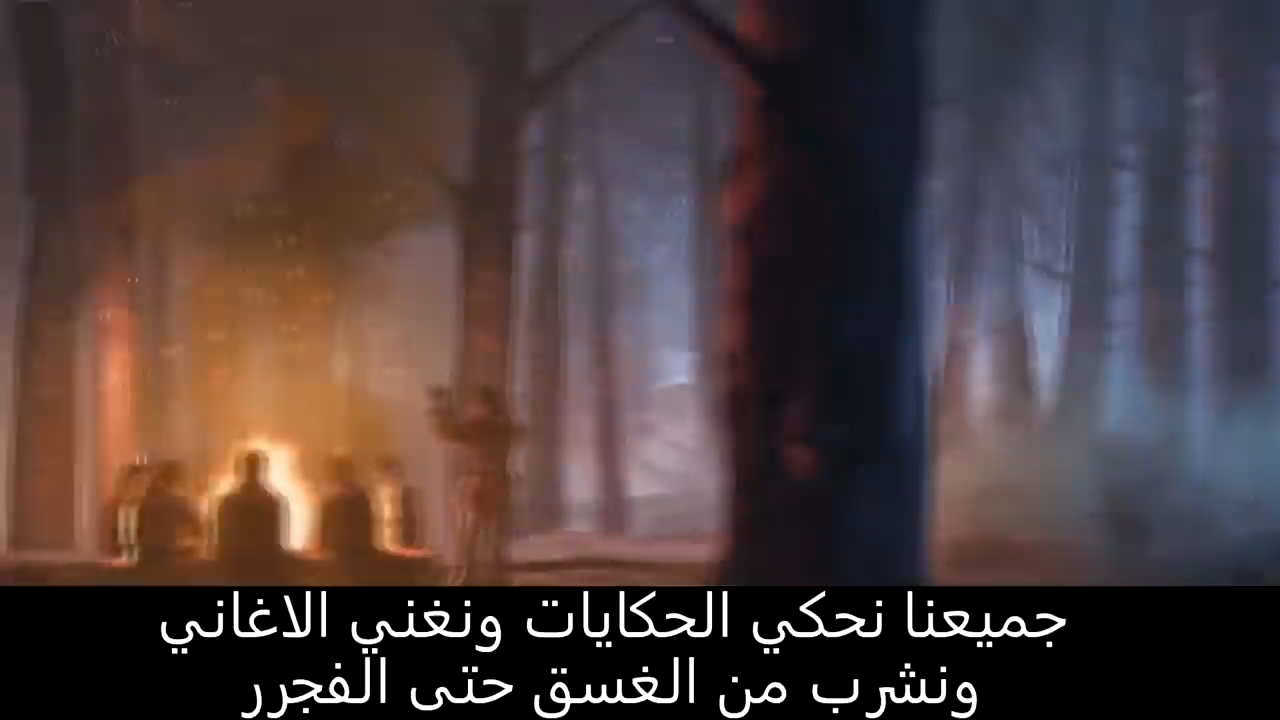 جميعنا نحكي الحكايات ونغني الاغاني
ونشرب من الغسق حتى الفجرر